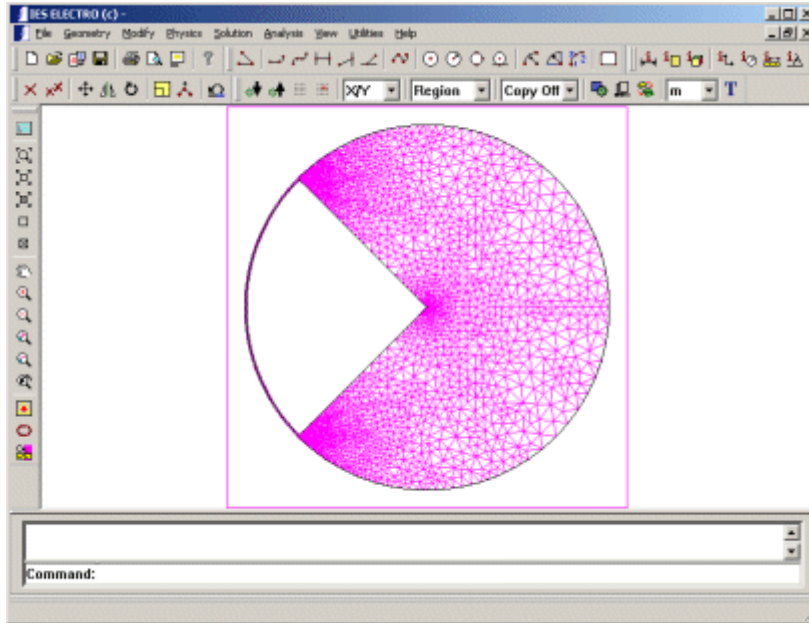 IES ELECTRO (c) -
File Geometry Modify Physics Solution Analysis View Utilities Help
X/Y Region Copy Off m T
Command: